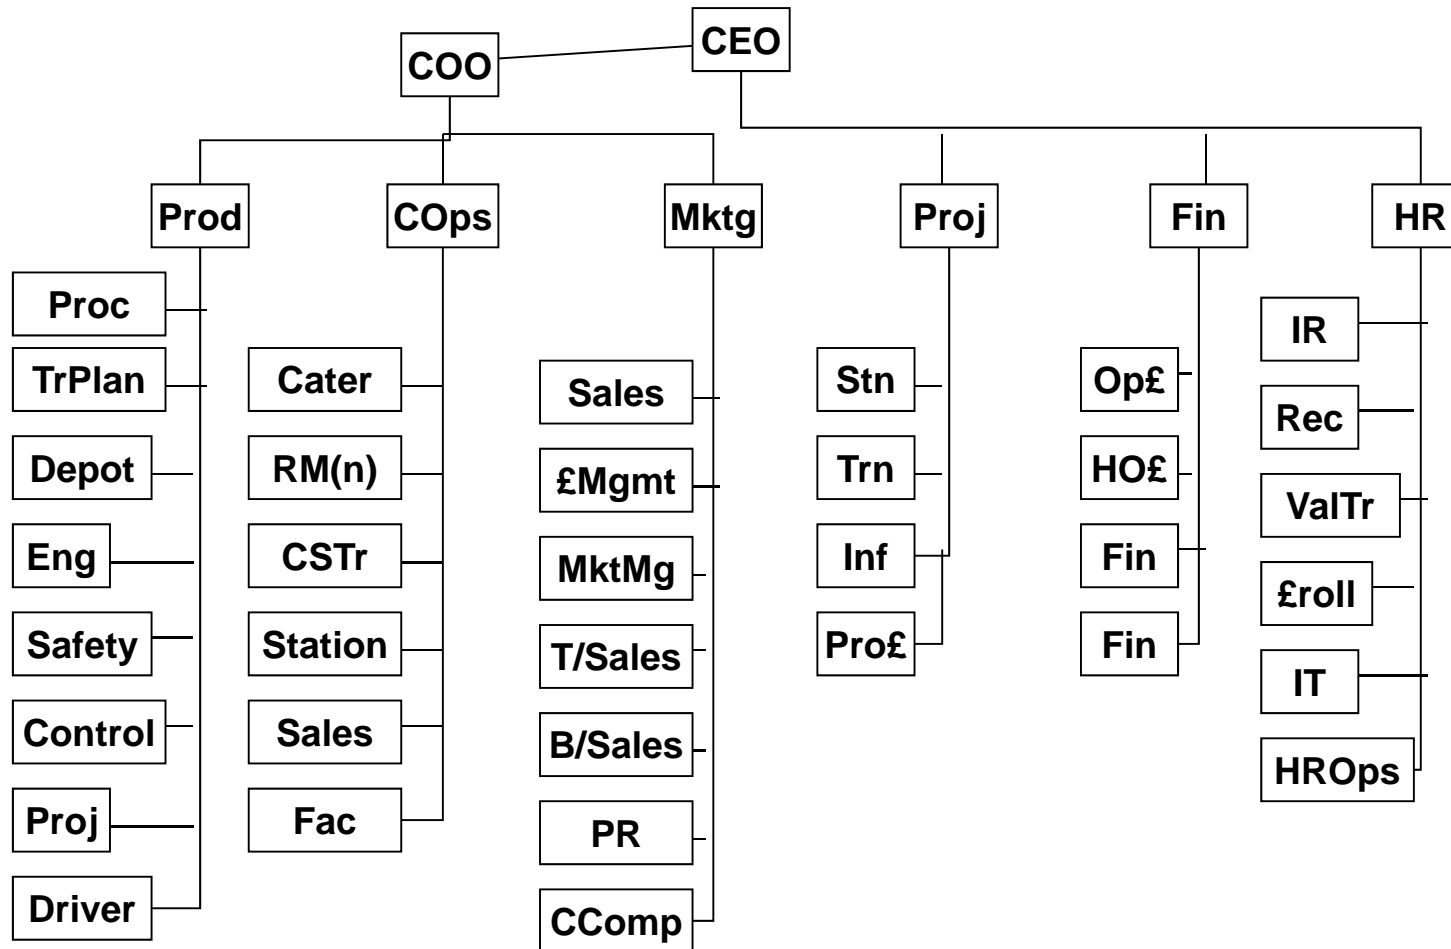 CEO
COO
Prod
COps
Mktg
Proj
Fin
HR
Proc
TrPlan
Depot
Eng
Safety
Control
Proj
Driver
Cater
RM(n)
CSTr
Station
Sales
Fac
Sales
£Mgmt
MktMg
T/Sales
B/Sales
PR
CComp
Stn
Trn
Inf
Pro£
Op£
HO£
Fin
Fin
IR
Rec
ValTr
£roll
IT
HROps